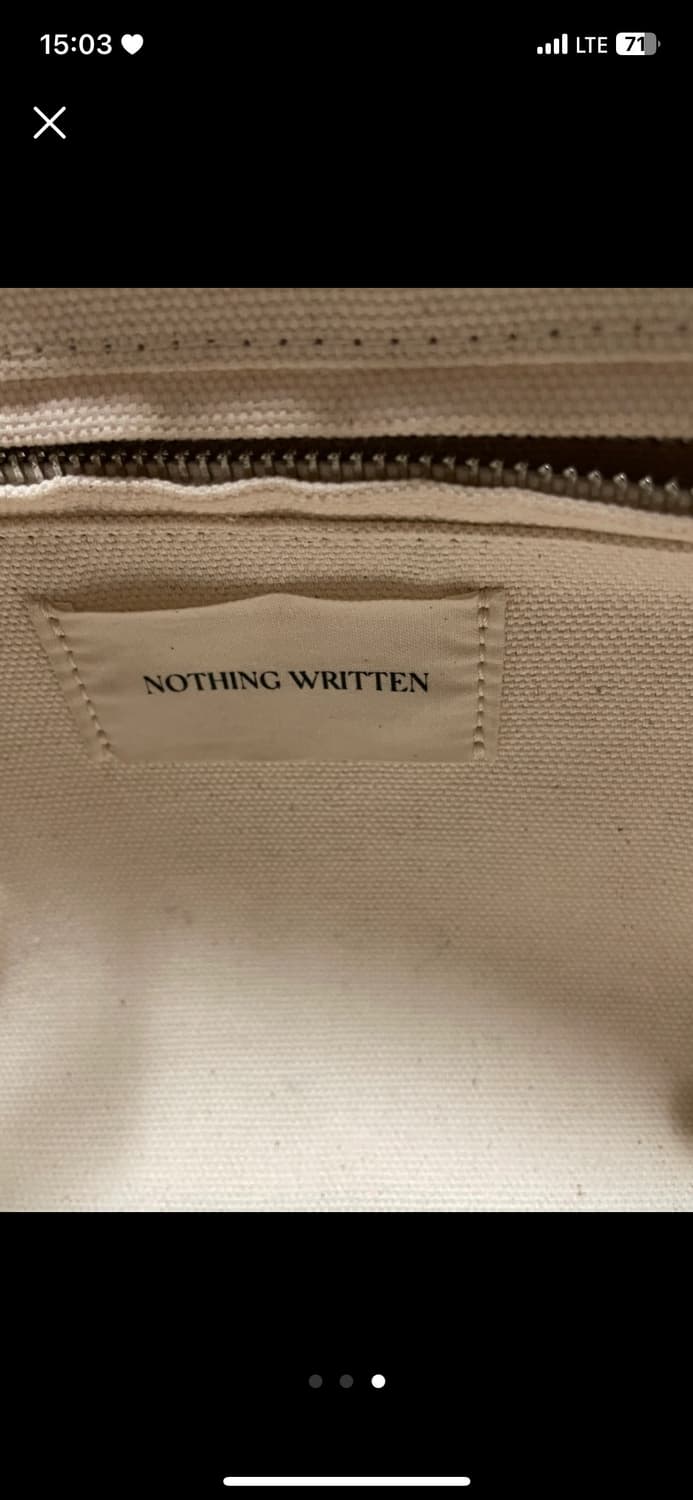 15:03
LTE 71
NOTHING WRITTEN